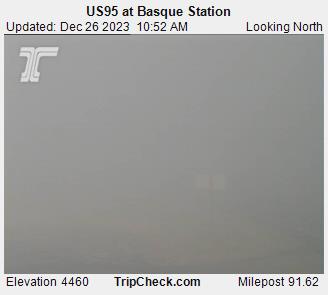 US95 at Basque Station
Updated: Dec 26 2023 10:52 AM Looking North
Elevation 4460 TripCheck.com Milepost 91.62